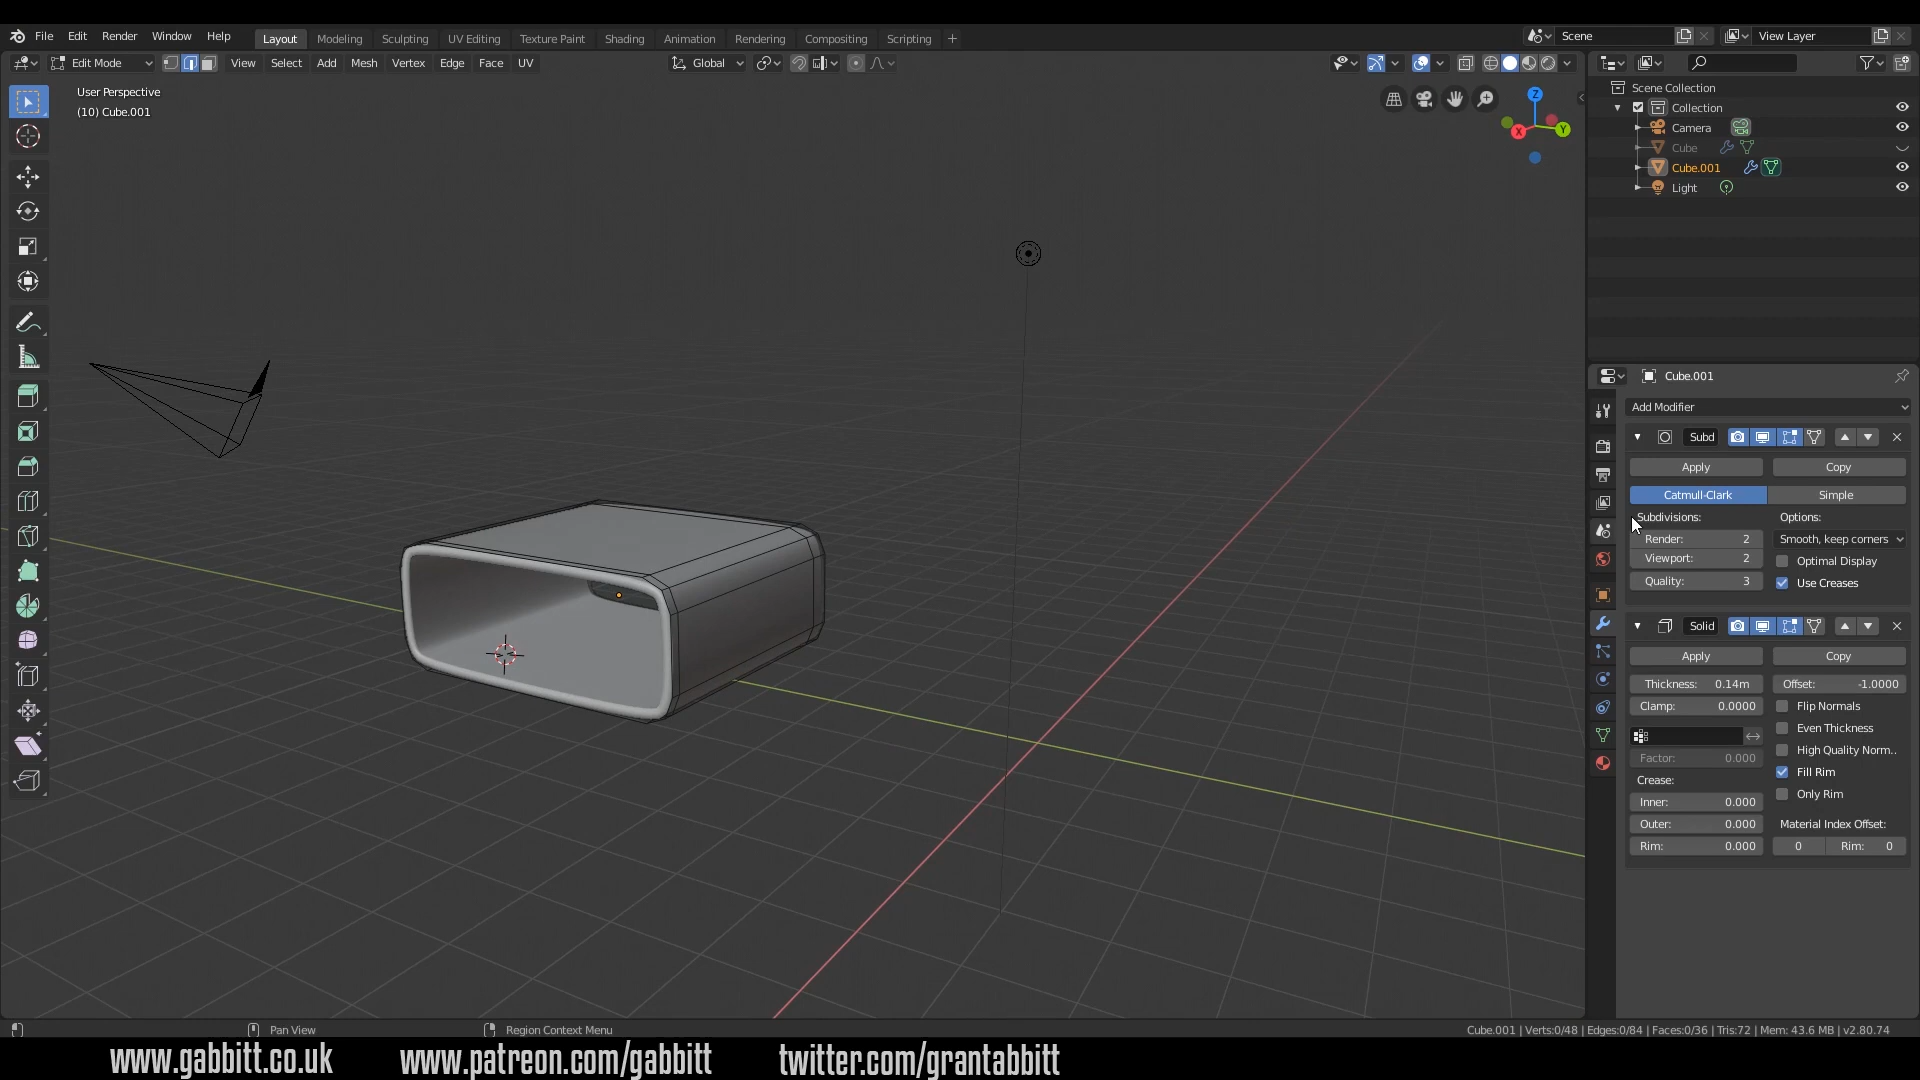 File Edit Render Window Help Layout Modeling Sculpting UV Editing Texture Paint Shading Animation Rendering Compositing Scripting + Scene View Layer
Edit Mode View Select Add Mesh Vertex Edge Face UV Global
User Perspective
(10) Cube.001
Z
X
Y
Scene Collection
Collection
Camera
Cube
Cube.001
Light
Cube.001
Add Modifier
Subd
Apply Copy
Catmull-Clark Simple
Subdivisions: Options:
Render: 2 Smooth, keep corners
Viewport: 2 Optimal Display
Quality: 3 Use Creases
Solid
Apply Copy
Thickness: 0.14m Offset: -1.0000
Clamp: 0.0000 Flip Normals
Even Thickness
High Quality Norm..
Factor: 0.000
Fill Rim
Crease:
Only Rim
Inner: 0.000
Outer: 0.000 Material Index Offset:
Rim: 0.000 0 Rim: 0
Pan View Region Context Menu Cube.001 | Verts:0/48 | Edges:0/84 | Faces:0/36 | Tris:72 | Mem: 43.6 MB | v2.80.74
www.gabbitt.co.uk www.patreon.com/gabbitt twitter.com/grantabbitt